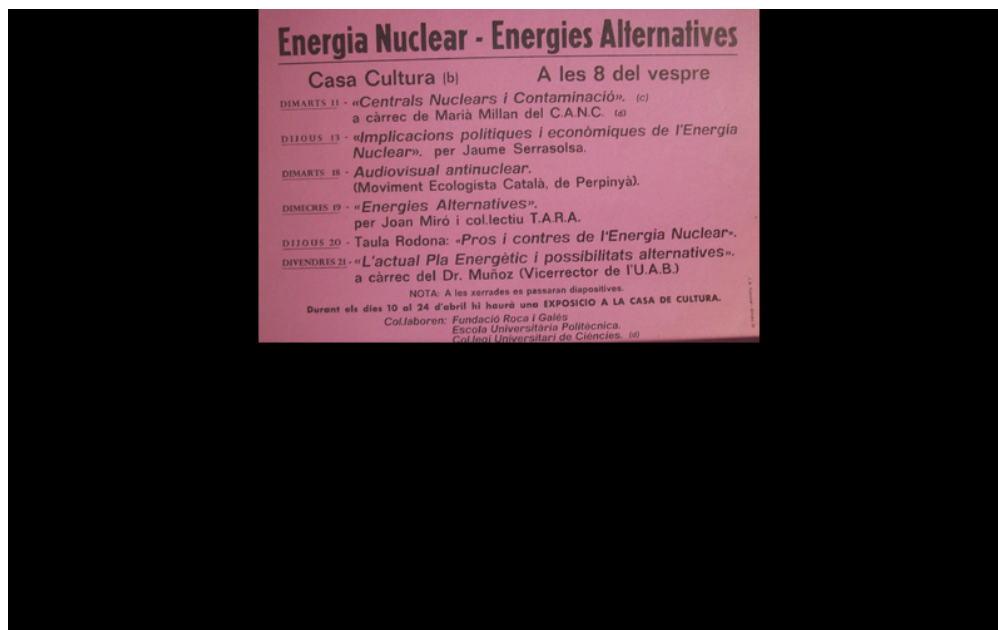 Energia Nuclear - Energies Alternatives
Casa Cultura (b) A les 8 del vespre
DIMARTS 11 - «Centrals Nuclears i Contaminació». (c)
a càrrec de Marià Millan del C.A.N.C. (d)
DIJOUS 13 - «Implicacions polítiques i econòmiques de l'Energia
Nuclear». per Jaume Serrasolsa.
DIMARTS 18 - Audiovisual antinuclear.
(Moviment Ecologista Català, de Perpinyà).
DIMECRES 19 - «Energies Alternatives».
per Joan Miró i col.lectiu T.A.R.A.
DIJOUS 20 - Taula Rodona: «Pros i contres de l'Energia Nuclear».
DIVENDRES 21 - «L'actual Pla Energètic i possibilitats alternatives».
a càrrec del Dr. Muñoz (Vicerrector de l'U.A.B.)
NOTA: A les xerrades es passaran diapositives.
Durant els dies 10 al 24 d'abril hi haurà una EXPOSICIO A LA CASA DE CULTURA.
Col.laboren: Fundació Roca i Galés
Escola Universitària Politècnica.
Col.legi Universitari de Ciències. (d)